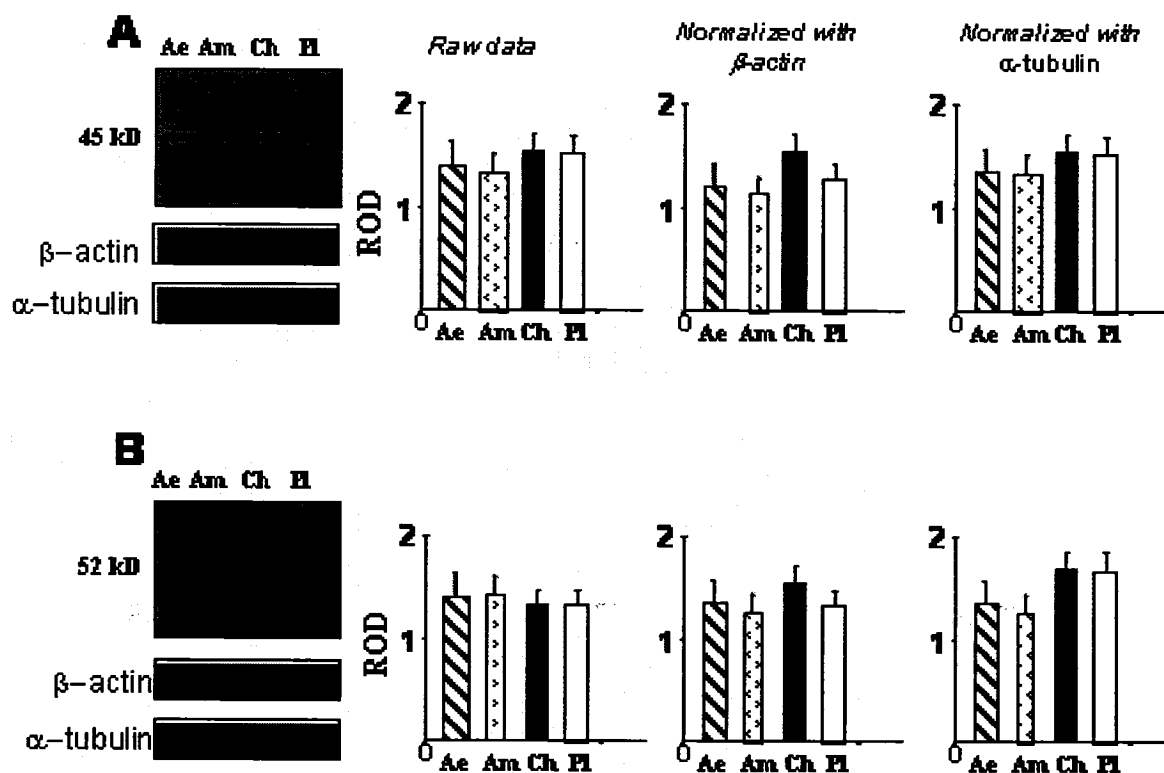 A
Ae Am Ch Pl
45 kD
β–actin
α–tubulin
Raw data
ROD
2
1
0
Ae Am Ch Pl
Normalized with
β-actin
2
1
0
Ae Am Ch Pl
Normalized with
α-tubulin
2
1
0
Ae Am Ch Pl
B
Ae Am Ch Pl
52 kD
β–actin
α–tubulin
ROD
2
1
0
Ae Am Ch Pl
2
1
0
Ae Am Ch Pl
2
1
0
Ae Am Ch Pl